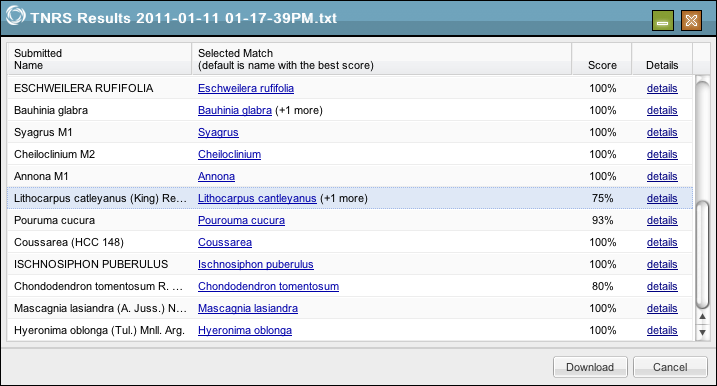 TNRS Results 2011-01-11 01-17-39PM.txt
Submitted Name Selected Match (default is name with the best score) Score Details
ESCHWEILERA RUFIFOLIA Eschweilera rufifolia 100% details
Bauhinia glabra Bauhinia glabra (+1 more) 100% details
Syagrus M1 Syagrus 100% details
Cheiloclinium M2 Cheiloclinium 100% details
Annona M1 Annona 100% details
Lithocarpus catleyanus (King) Re... Lithocarpus cantleyanus (+1 more) 75% details
Pouruma cucura Pourouma cucura 93% details
Coussarea (HCC 148) Coussarea 100% details
ISCHNOSIPHON PUBERULUS Ischnosiphon puberulus 100% details
Chondodendron tomentosum R. ... Chondodendron tomentosum 80% details
Mascagnia lasiandra (A. Juss.) N... Mascagnia lasiandra 100% details
Hyeronima oblonga (Tul.) Mnll. Arg. Hyeronima oblonga 100% details
Download Cancel